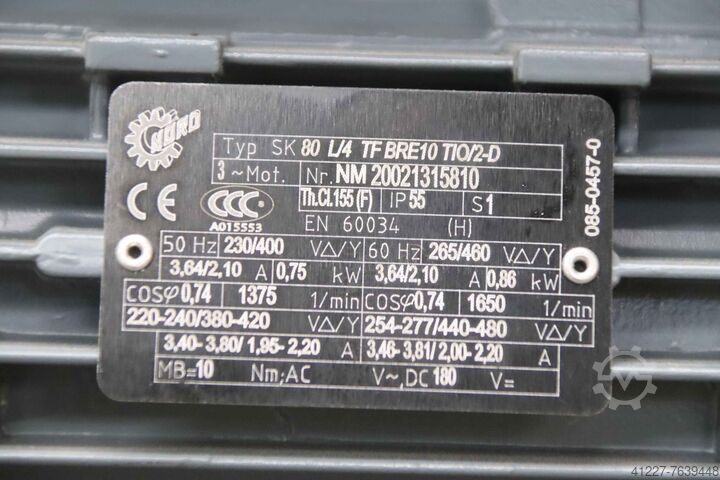 NORD
Typ SK 80 L/4 TF BRE10 TIO/2-D
3~Mot. Nr. NM 20021315810
Th.Cl.155(F) IP 55 S1
CE CCC
A015553
EN 60034 (H)
50 Hz 230/400 V△/Y 60 Hz 265/460 V△/Y
3,64/2,10 A 0,75 kW 3,64/2,10 A 0,86 kW
COSφ 0,74 1375 1/min COSφ 0,74 1650 1/min
220-240/380-420 V△/Y 254-277/440-480 V△/Y
3,40- 3,80/ 1,95- 2,20 A 3,46- 3,81/ 2,00- 2,20 A
MB=10 Nm;AC V~,DC 180 V=
085-0457-0
41227-7639448